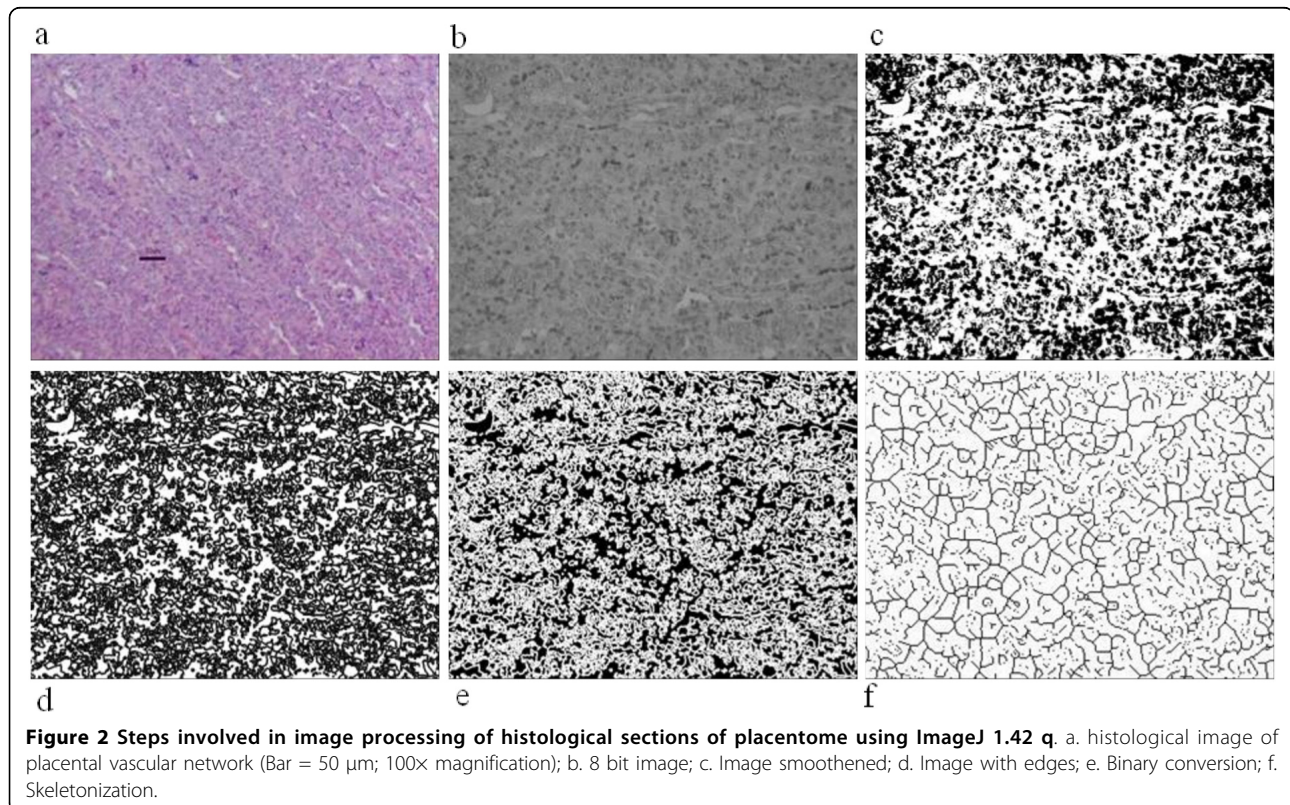 a
b
c
d
e
f
Figure 2 Steps involved in image processing of histological sections of placentome using ImageJ 1.42 q. a. histological image of
placental vascular network (Bar = 50 μm; 100× magnification); b. 8 bit image; c. Image smoothened; d. Image with edges; e. Binary conversion; f.
Skeletonization.